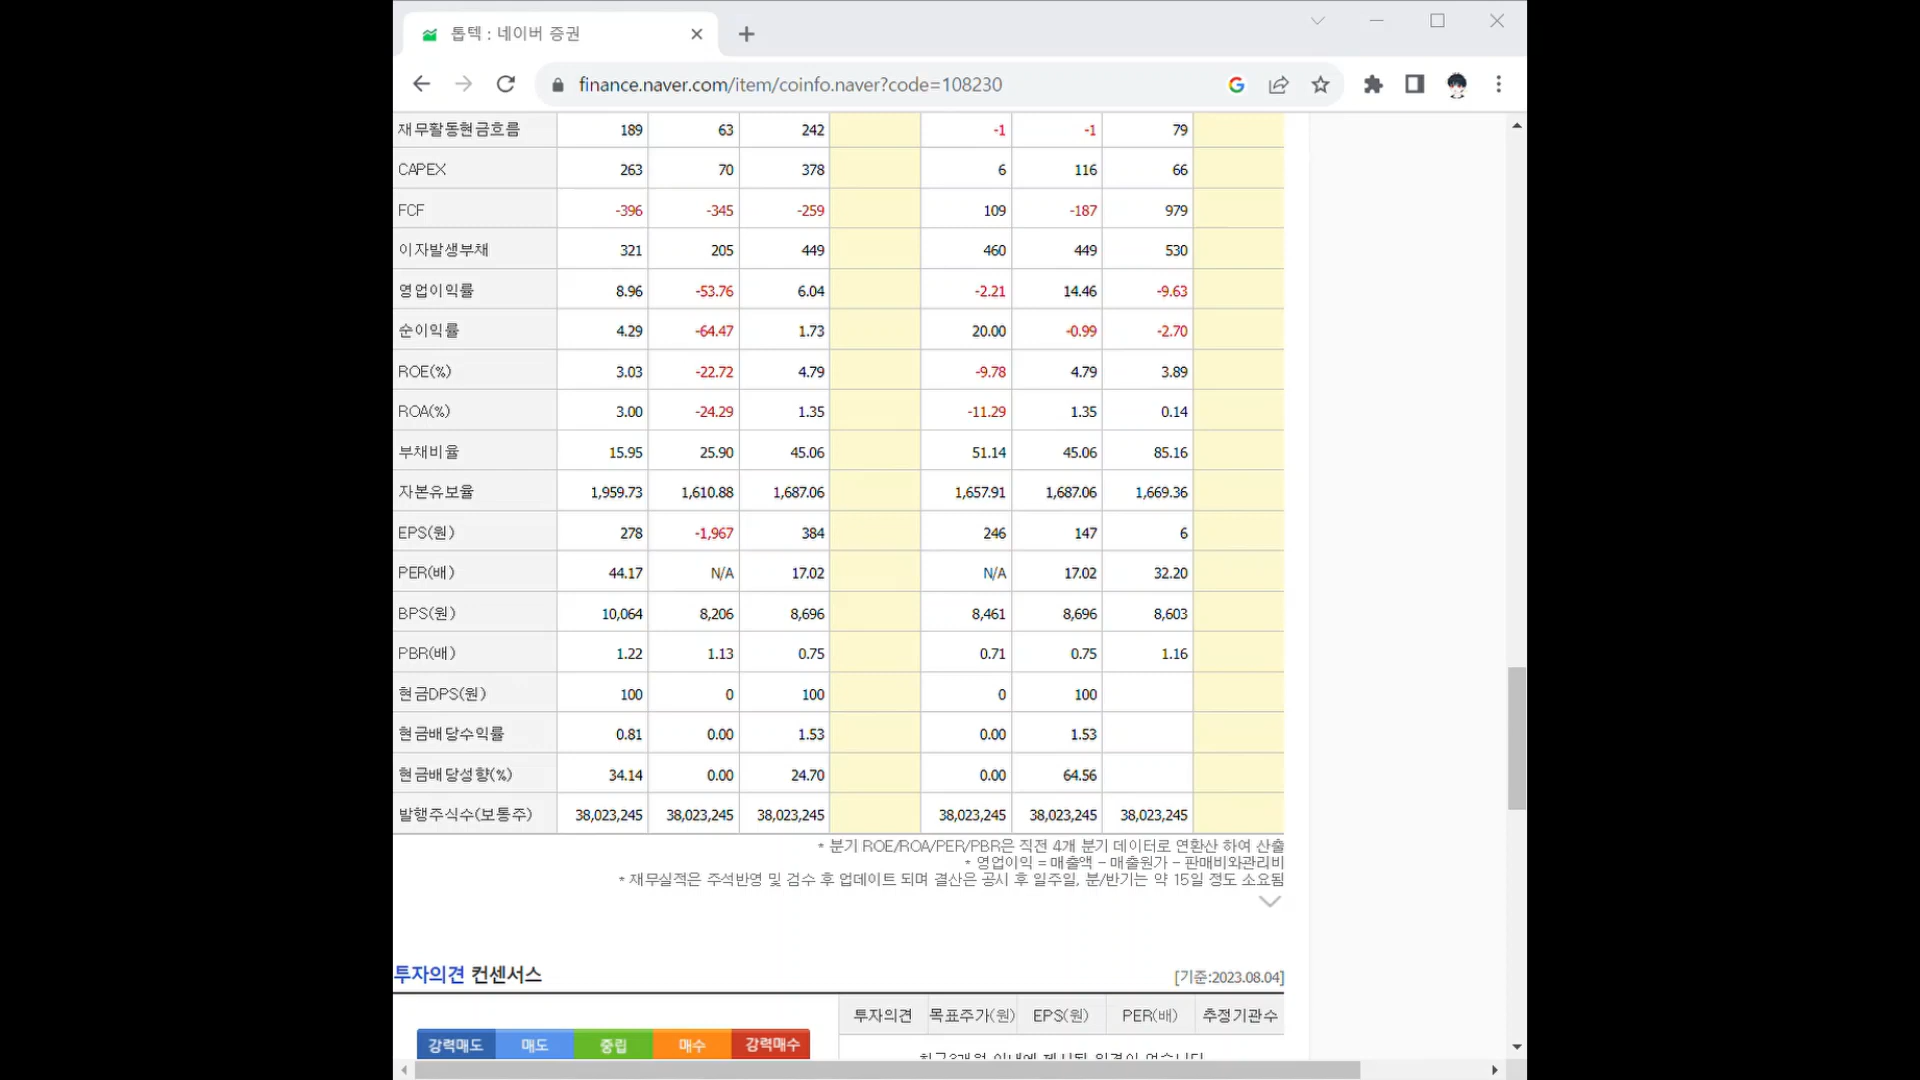 톱텍 : 네이버 증권
finance.naver.com/item/coinfo.naver?code=108230
재무활동현금흐름 189 63 242 -1 -1 79
CAPEX 263 70 378 6 116 66
FCF -396 -345 -259 109 -187 979
이자발생부채 321 205 449 460 449 530
영업이익률 8.96 -53.76 6.04 -2.21 14.46 -9.63
순이익률 4.29 -64.47 1.73 20.00 -0.99 -2.70
ROE(%) 3.03 -22.72 4.79 -9.78 4.79 3.89
ROA(%) 3.00 -24.29 1.35 -11.29 1.35 0.14
부채비율 15.95 25.90 45.06 51.14 45.06 85.16
자본유보율 1,959.73 1,610.88 1,687.06 1,657.91 1,687.06 1,669.36
EPS(원) 278 -1,967 384 246 147 6
PER(배) 44.17 N/A 17.02 N/A 17.02 32.20
BPS(원) 10,064 8,206 8,696 8,461 8,696 8,603
PBR(배) 1.22 1.13 0.75 0.71 0.75 1.16
현금DPS(원) 100 0 100 0 100
현금배당수익률 0.81 0.00 1.53 0.00 1.53
현금배당성향(%) 34.14 0.00 24.70 0.00 64.56
발행주식수(보통주) 38,023,245 38,023,245 38,023,245 38,023,245 38,023,245 38,023,245
* 분기 ROE/ROA/PER/PBR은 직전 4개 분기 데이터로 연환산 하여 산출
* 영업이익 = 매출액 - 매출원가 - 판매비와관리비
* 재무실적은 주석반영 및 검수 후 업데이트 되며 결산은 공시 후 일주일, 분/반기는 약 15일 정도 소요됨
투자의견 컨센서스 [기준:2023.08.04]
투자의견 목표주가(원) EPS(원) PER(배) 추정기관수
강력매도 매도 중립 매수 강력매수